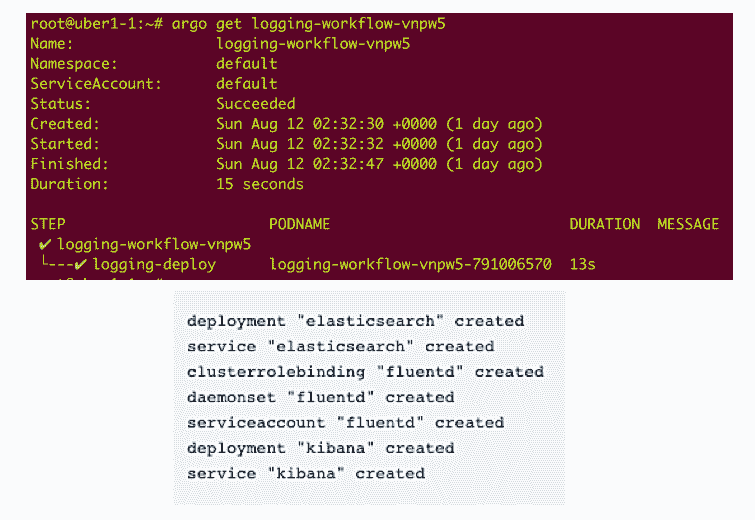 root@uber1-1:~# argo get logging-workflow-vnpw5
Name: logging-workflow-vnpw5
Namespace: default
ServiceAccount: default
Status: Succeeded
Created: Sun Aug 12 02:32:30 +0000 (1 day ago)
Started: Sun Aug 12 02:32:32 +0000 (1 day ago)
Finished: Sun Aug 12 02:32:47 +0000 (1 day ago)
Duration: 15 seconds
STEP PODNAME DURATION MESSAGE
✔ logging-workflow-vnpw5
└---✔ logging-deploy logging-workflow-vnpw5-791006570 13s
deployment "elasticsearch" created
service "elasticsearch" created
clusterrolebinding "fluentd" created
daemonset "fluentd" created
serviceaccount "fluentd" created
deployment "kibana" created
service "kibana" created